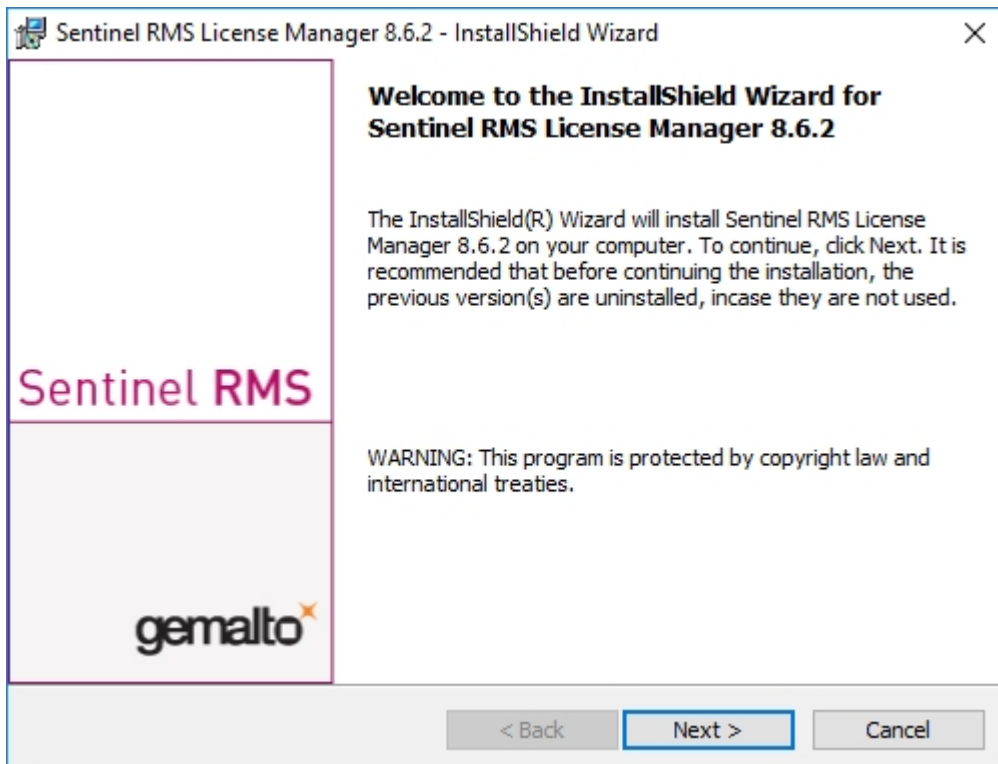 Sentinel RMS License Manager 8.6.2 - InstallShield Wizard
Welcome to the InstallShield Wizard for
Sentinel RMS License Manager 8.6.2
The InstallShield(R) Wizard will install Sentinel RMS License
Manager 8.6.2 on your computer. To continue, click Next. It is
recommended that before continuing the installation, the
previous version(s) are uninstalled, incase they are not used.
Sentinel RMS
WARNING: This program is protected by copyright law and
international treaties.
gemalto
< Back
Next >
Cancel